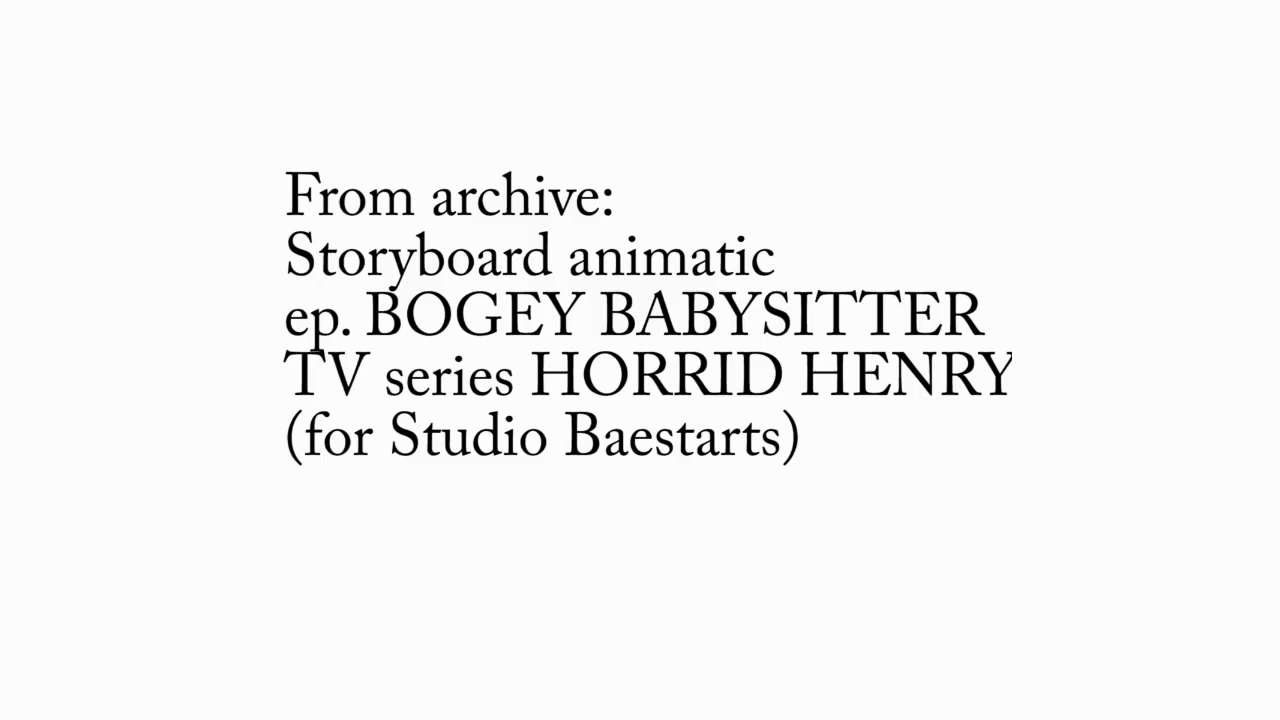 From archive:
Storyboard animatic
ep. BOGEY BABYSITTER
TV series HORRID HENRY
(for Studio Baestarts)